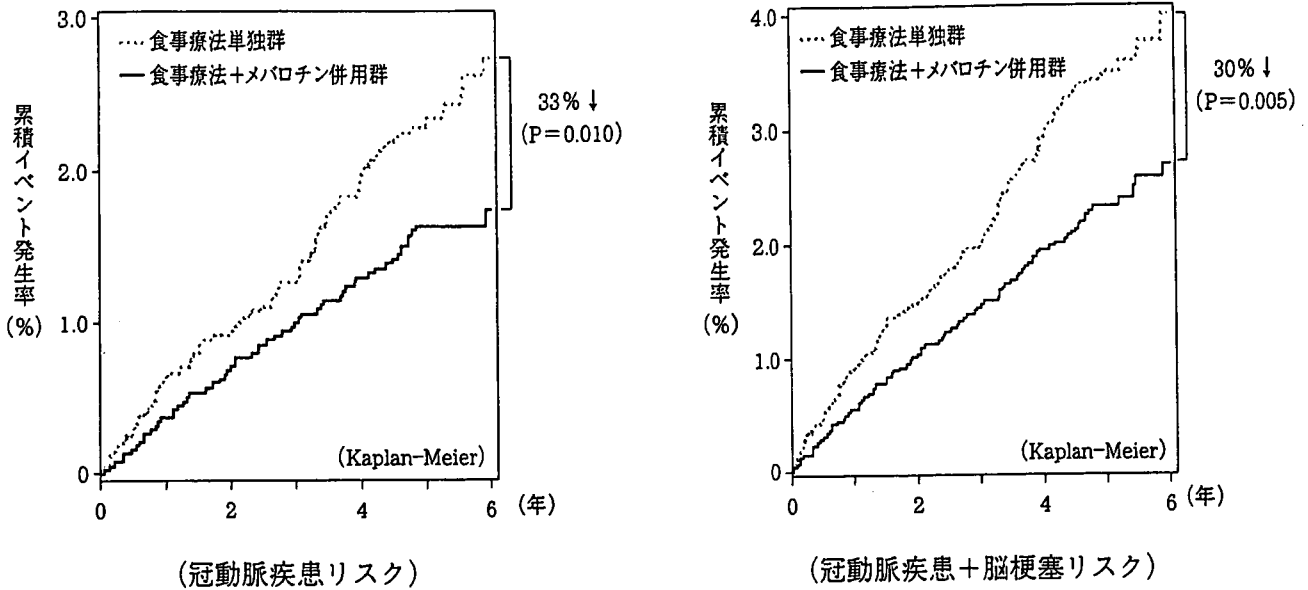 3.0
食事療法単独群
食事療法+メバロチン併用群
33%↓
(P=0.010)
累積イベント発生率
(%)
2.0
1.0
0
(Kaplan-Meier)
0 2 4 6 (年)
(冠動脈疾患リスク)
4.0
食事療法単独群
食事療法+メバロチン併用群
30%↓
(P=0.005)
累積イベント発生率
(%)
3.0
2.0
1.0
0
(Kaplan-Meier)
0 2 4 6 (年)
(冠動脈疾患+脳梗塞リスク)